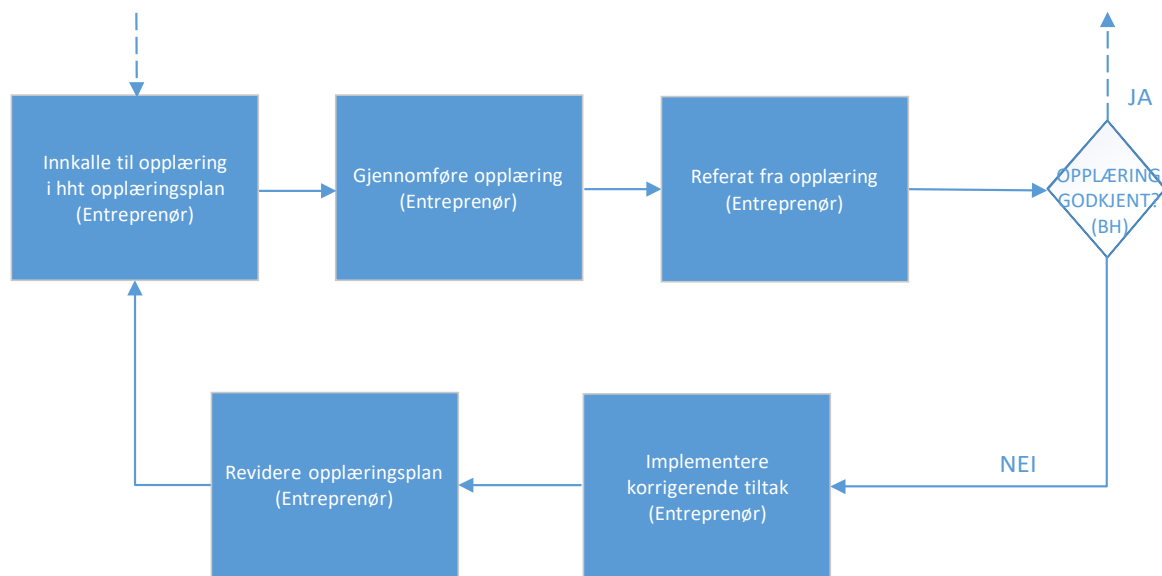 JA
Innkalle til opplæring
i hht opplæringsplan
(Entreprenør)
Gjennomføre opplæring
(Entreprenør)
Referat fra opplæring
(Entreprenør)
OPPLÆRING
GODKJENT?
(BH)
NEI
Implementere
korrigerende tiltak
(Entreprenør)
Revidere opplæringsplan
(Entreprenør)